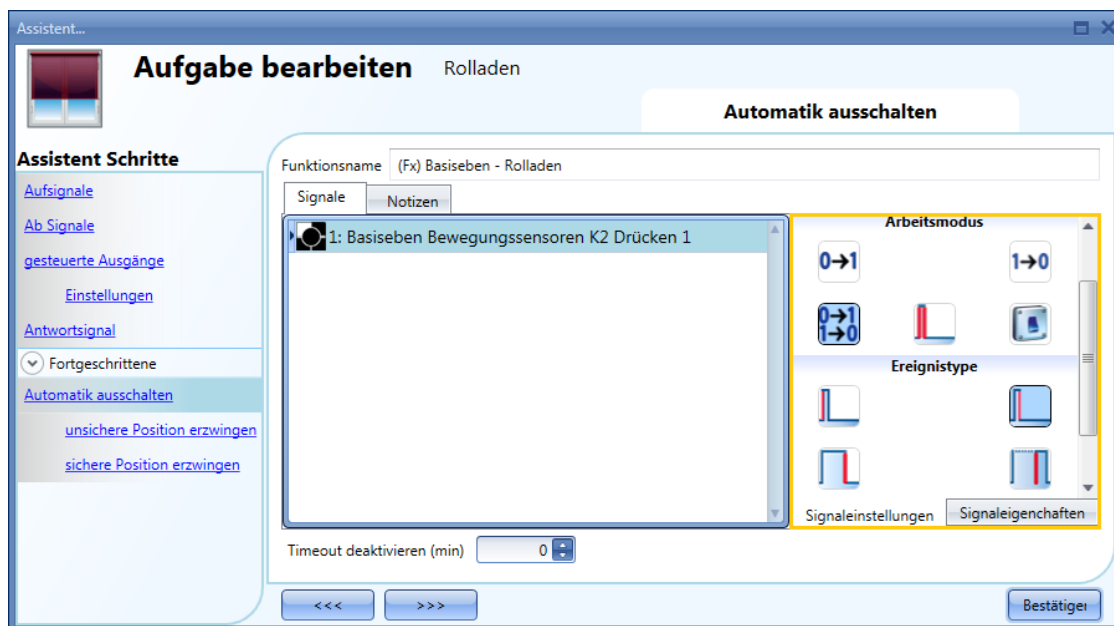 Assistent...
Aufgabe bearbeiten Rolladen
Automatik ausschalten
Assistent Schritte
Aufsignale
Ab Signale
gesteuerte Ausgänge
Einstellungen
Antwortsignal
Fortgeschrittene
Automatik ausschalten
unsichere Position erzwingen
sichere Position erzwingen
Funktionsname (Fx) Basiseben - Rolladen
Signale Notizen
1: Basiseben Bewegungssensoren K2 Drücken 1
Arbeitsmodus
0→1 1→0
0→1
1→0
Ereignistype
Signaleinstellungen Signaleigenchaften
Timeout deaktivieren (min) 0
<<< >>> Bestätiger